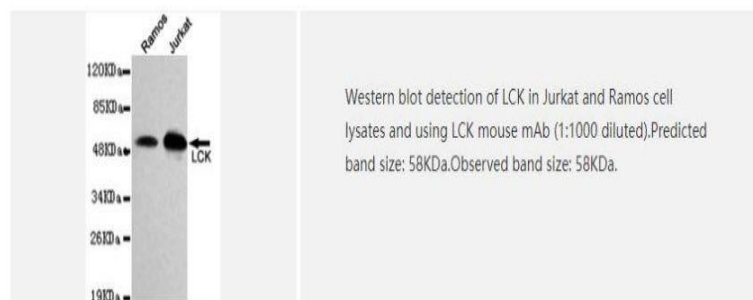 Ramos Jurkat
120KDa
85KDa
48KDa
LCK
34KDa
26KDa
19KDa
Western blot detection of LCK in Jurkat and Ramos cell
lysates and using LCK mouse mAb (1:1000 diluted).Predicted
band size: 58KDa.Observed band size: 58KDa.